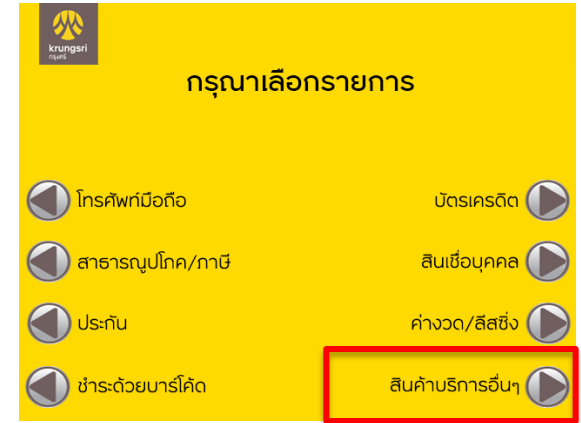 krungsri
กรุงศรี
กรุณาเลือกรายการ
โทรศัพท์มือถือ
บัตรเครดิต
สาธารณูปโภค/ภาษี
สินเชื่อบุคคล
ประกัน
ค่างวด/ลีสซิ่ง
ชำระด้วยบาร์โค้ด
สินค้าบริการอื่นๆ